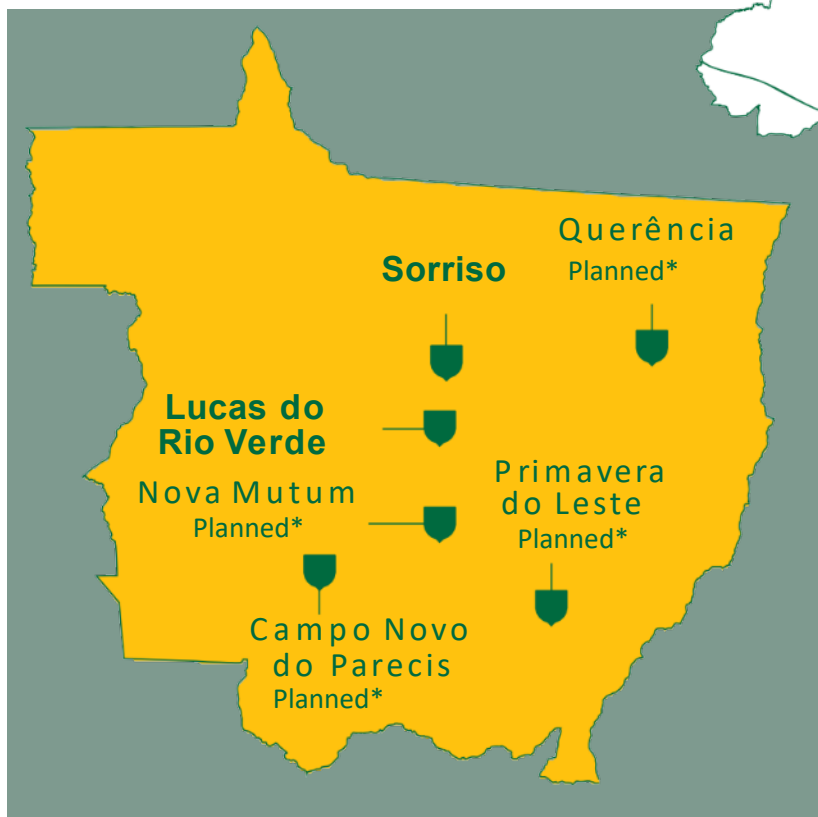 Querência
Planned*
Sorriso
Lucas do
Rio Verde
Nova Mutum
Planned*
Primavera
do Leste
Planned*
Campo Novo
do Parecis
Planned*